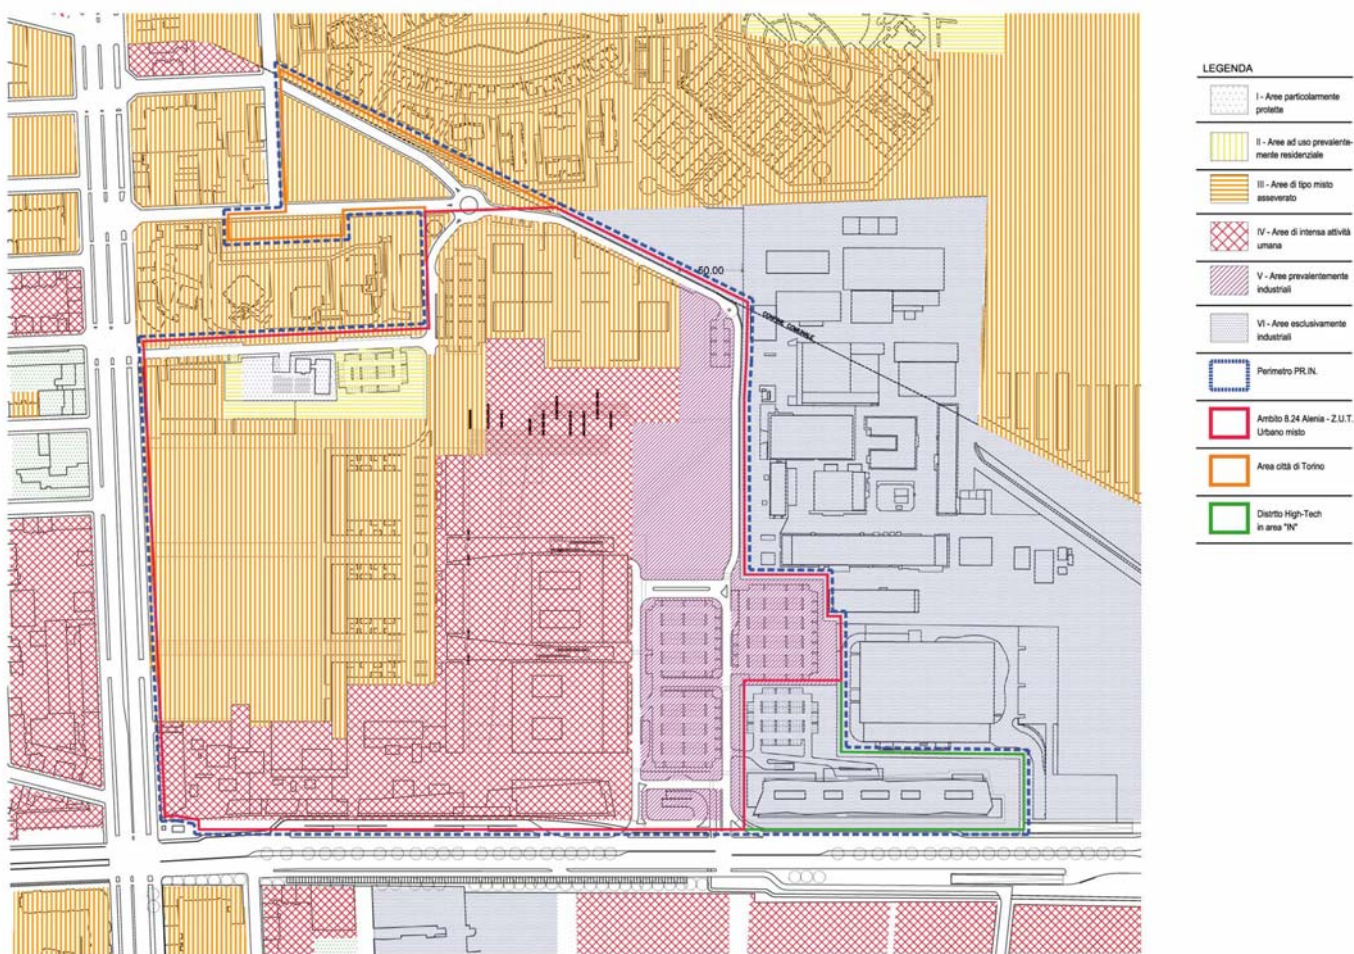 LEGENDA
I - Aree particolarmente
protette
II - Aree ad uso prevalente-
mente residenziale
III - Aree di tipo misto
asseverato
IV - Aree di intensa attività
umana
V - Aree prevalentemente
industriali
VI - Aree esclusivamente
industriali
Perimetro PR.IN.
Ambito 8.24 Alenia - Z.U.T.
Urbano misto
Area città di Torino
Distrtto High-Tech
in area "IN"
50.00
CONFINE COMUNALE